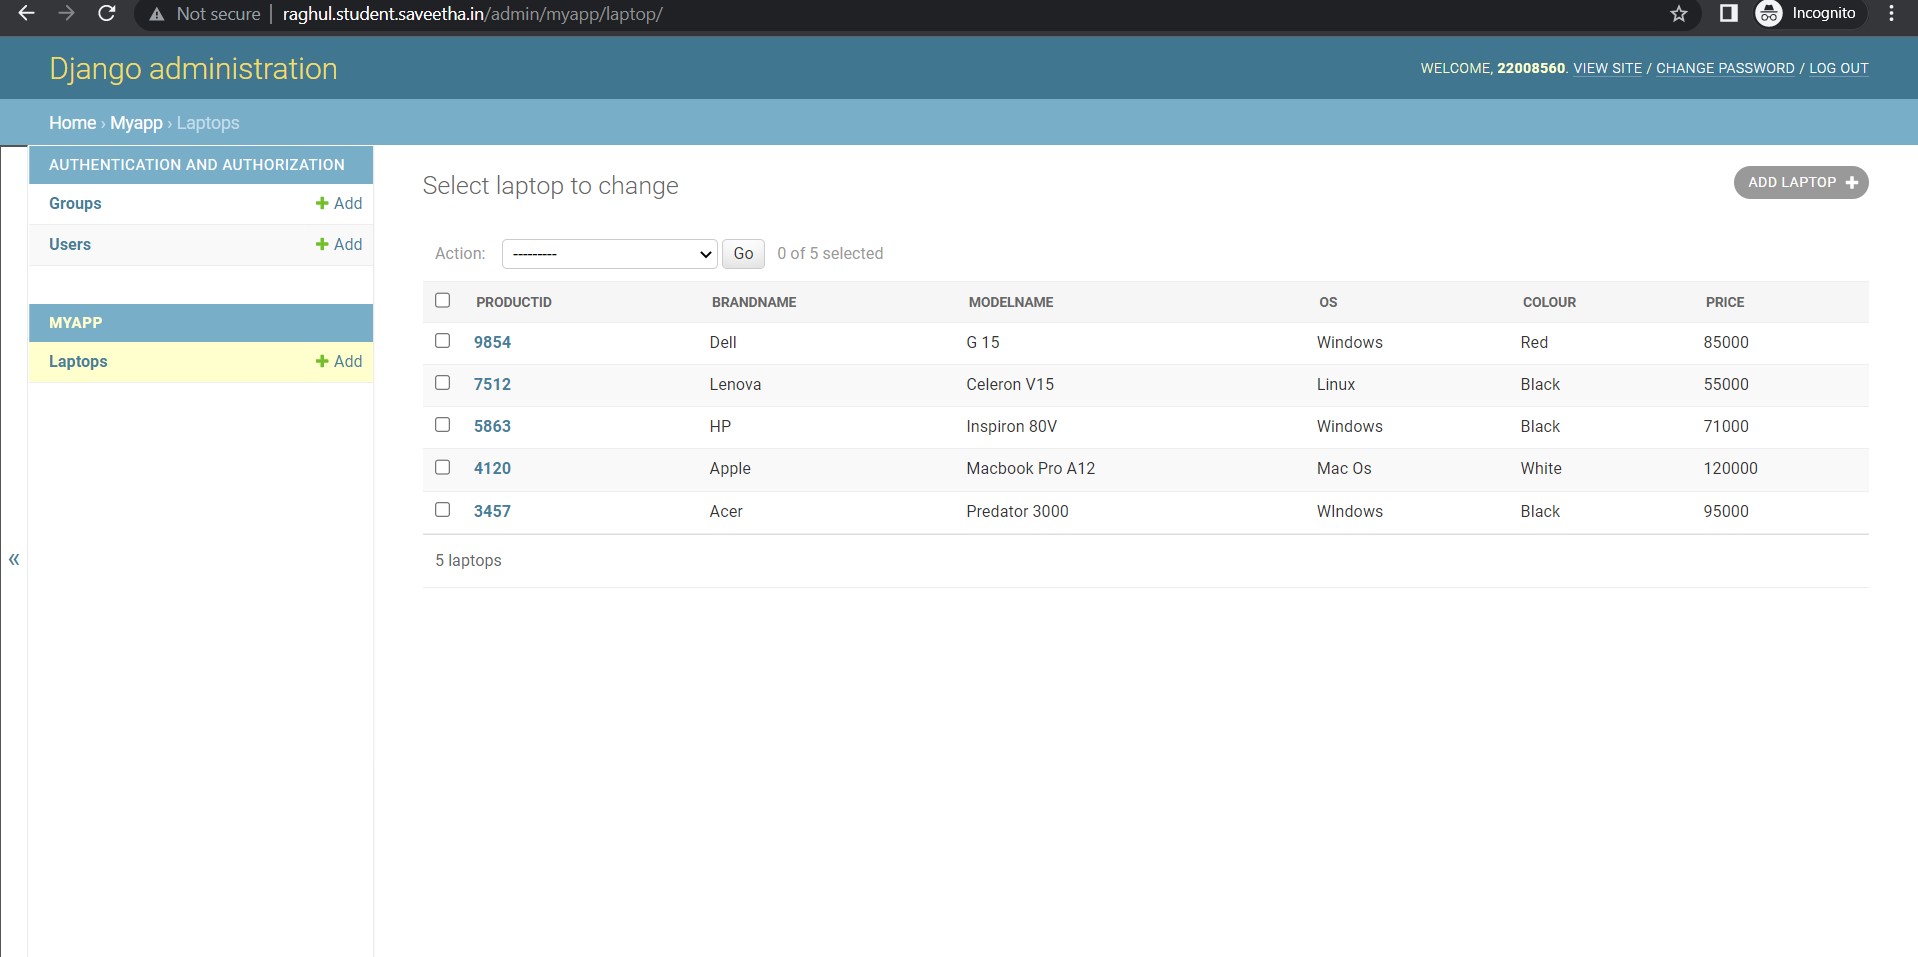 Not secure raghul.student.saveetha.in/admin/myapp/laptop/ Incognito
Django administration
WELCOME, 22008560. VIEW SITE / CHANGE PASSWORD / LOG OUT
Home › Myapp › Laptops
AUTHENTICATION AND AUTHORIZATION
Groups + Add
Users + Add
MYAPP
Laptops + Add
«
Select laptop to change
ADD LAPTOP +
Action: --------- Go 0 of 5 selected
PRODUCTID BRANDNAME MODELNAME OS COLOUR PRICE
9854 Dell G 15 Windows Red 85000
7512 Lenova Celeron V15 Linux Black 55000
5863 HP Inspiron 80V Windows Black 71000
4120 Apple Macbook Pro A12 Mac Os White 120000
3457 Acer Predator 3000 WIndows Black 95000
5 laptops